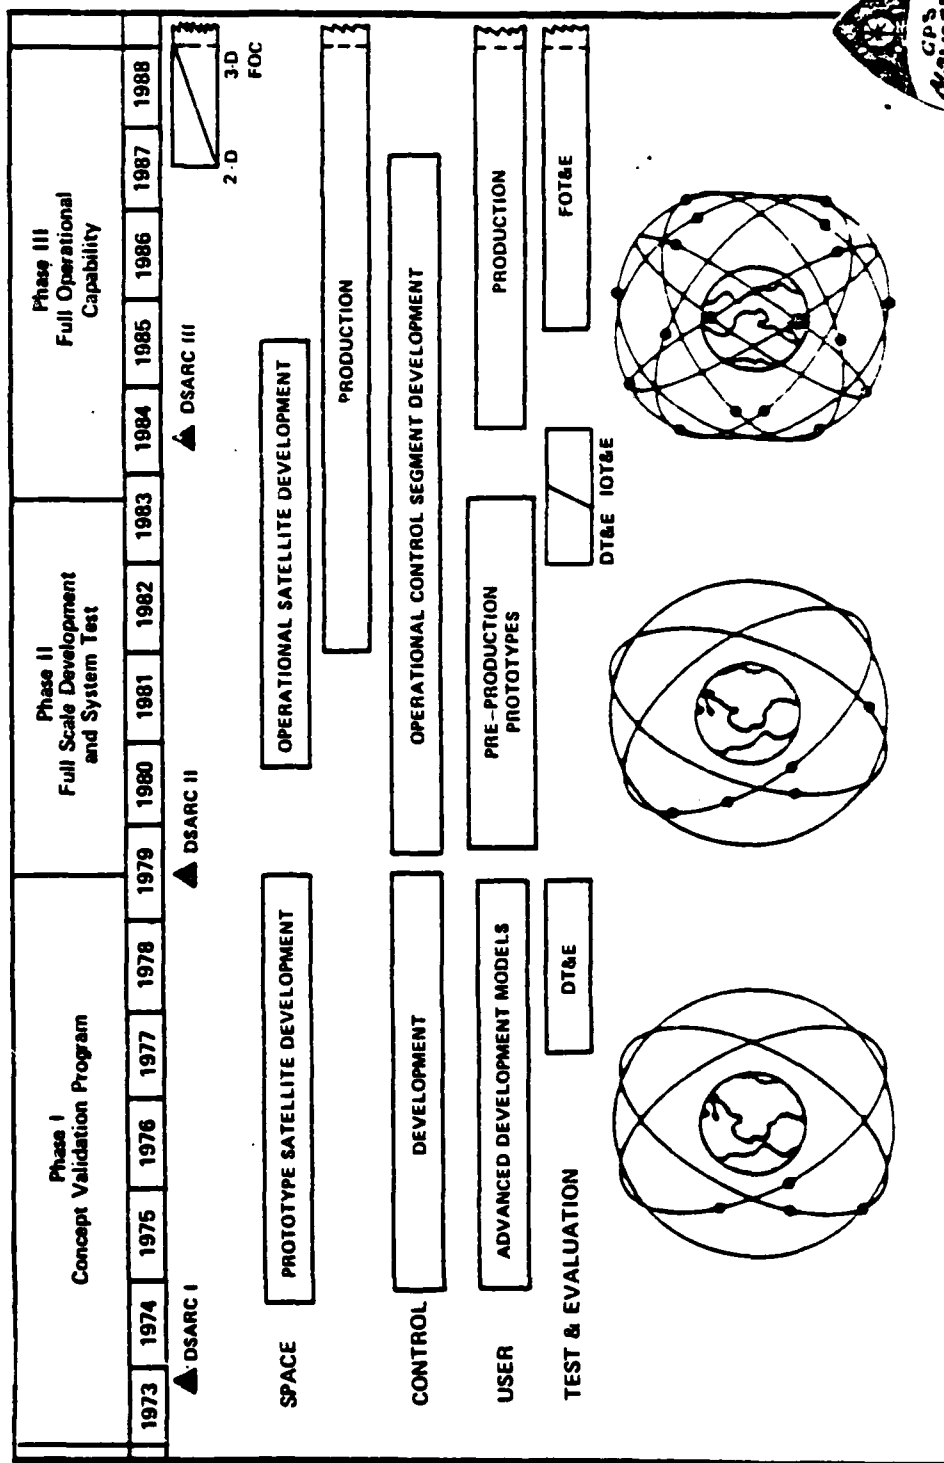 Phase I
Concept Validation Program
Phase II
Full Scale Development
and System Test
Phase III
Full Operational
Capability
1973 1974 1975 1976 1977 1978 1979 1980 1981 1982 1983 1984 1985 1986 1987 1988
DSARC I
DSARC II
DSARC III
2-D
3-D
FOC
SPACE
PROTOTYPE SATELLITE DEVELOPMENT
OPERATIONAL SATELLITE DEVELOPMENT
PRODUCTION
CONTROL
DEVELOPMENT
OPERATIONAL CONTROL SEGMENT DEVELOPMENT
USER
ADVANCED DEVELOPMENT MODELS
PRE-PRODUCTION
PROTOTYPES
PRODUCTION
TEST & EVALUATION
DT&E
DT&E IOT&E
FOT&E
GPS